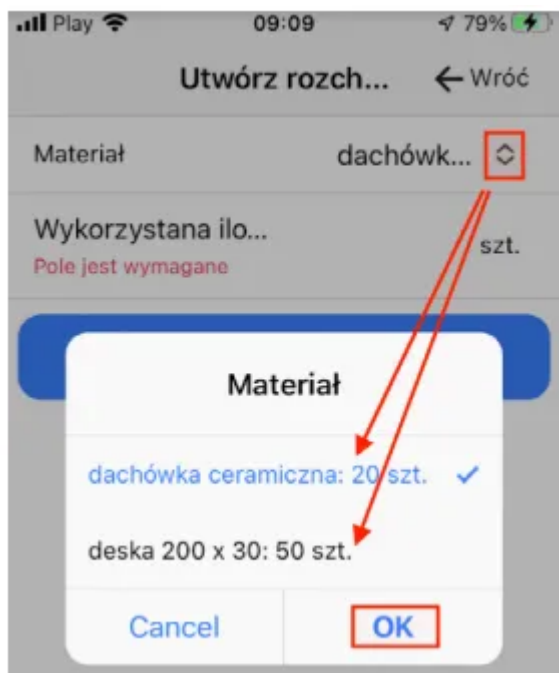 Play 09:09 79%
Utwórz rozch... ← Wróć
Materiał dachówk...
Wykorzystana ilo... szt.
Pole jest wymagane
Materiał
dachówka ceramiczna: 20 szt. ✓
deska 200 x 30: 50 szt.
Cancel OK